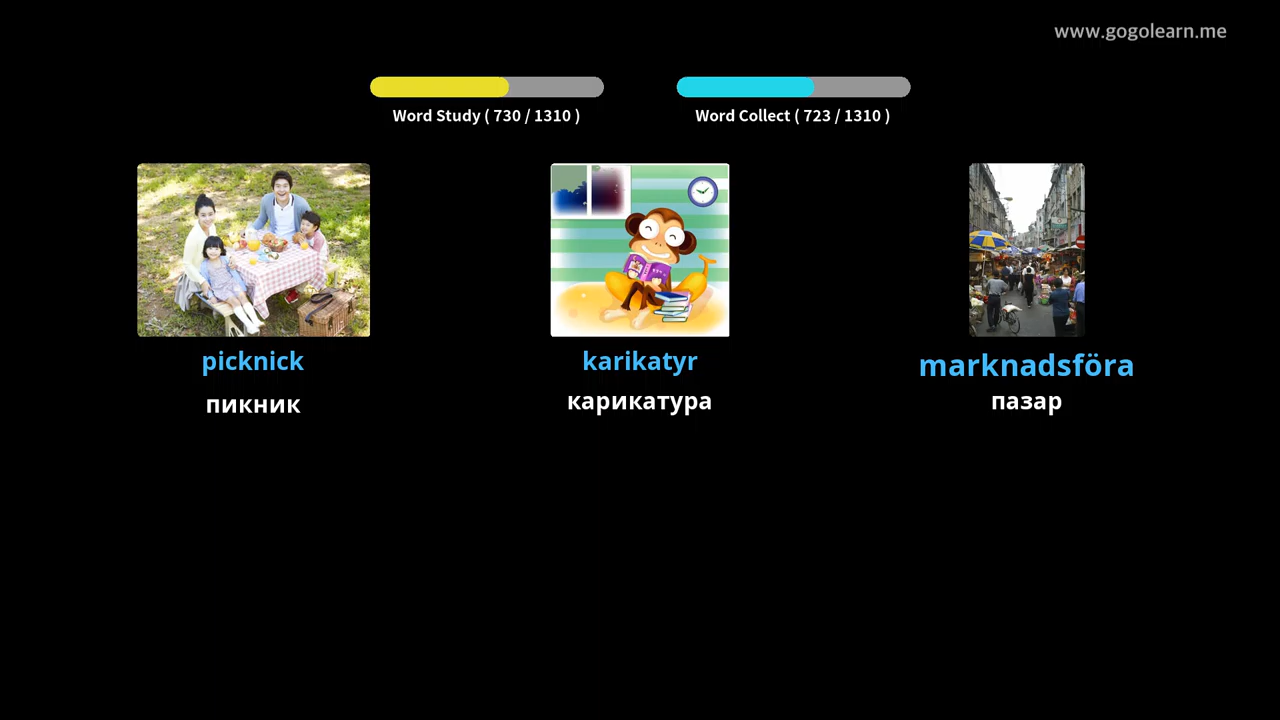 www.gogolearn.me
Word Study ( 730 / 1310 )
Word Collect ( 723 / 1310 )
picknick
karikatyr
marknadsföra
пикник
карикатура
пазар